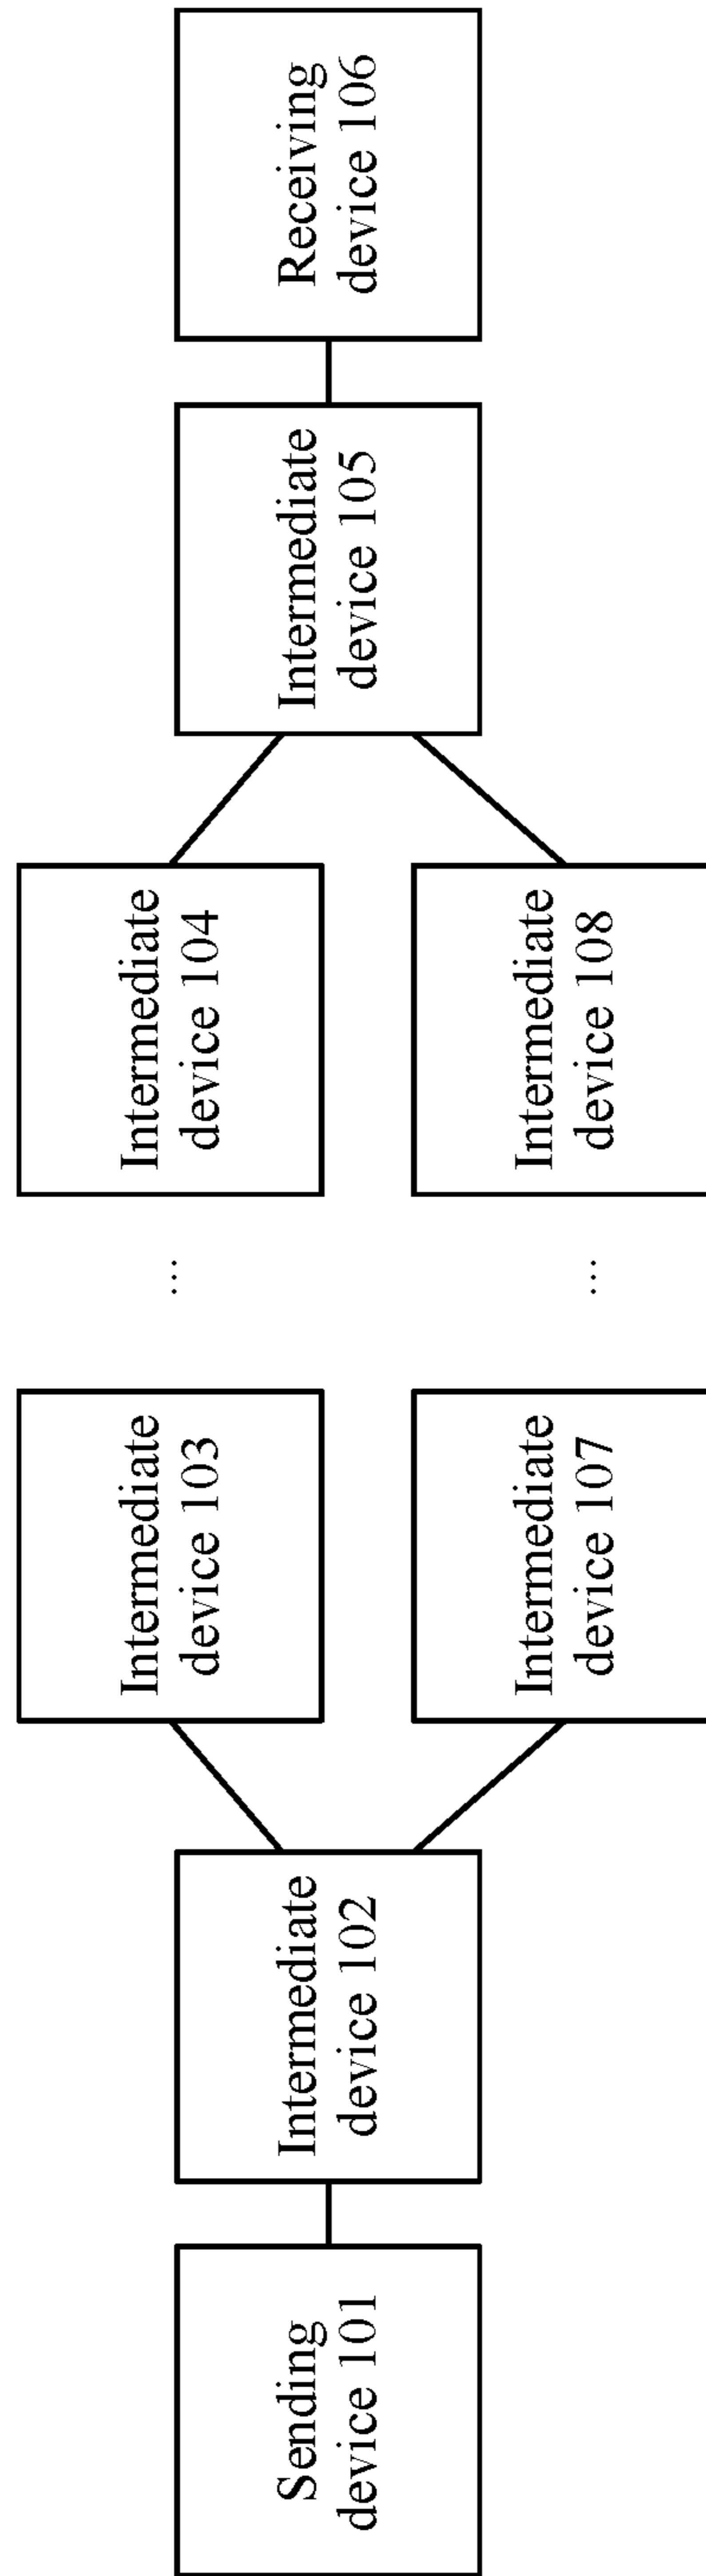 Sending
device 101
Intermediate
device 102
Intermediate
device 103
...
Intermediate
device 104
Intermediate
device 107
...
Intermediate
device 108
Intermediate
device 105
Receiving
device 106